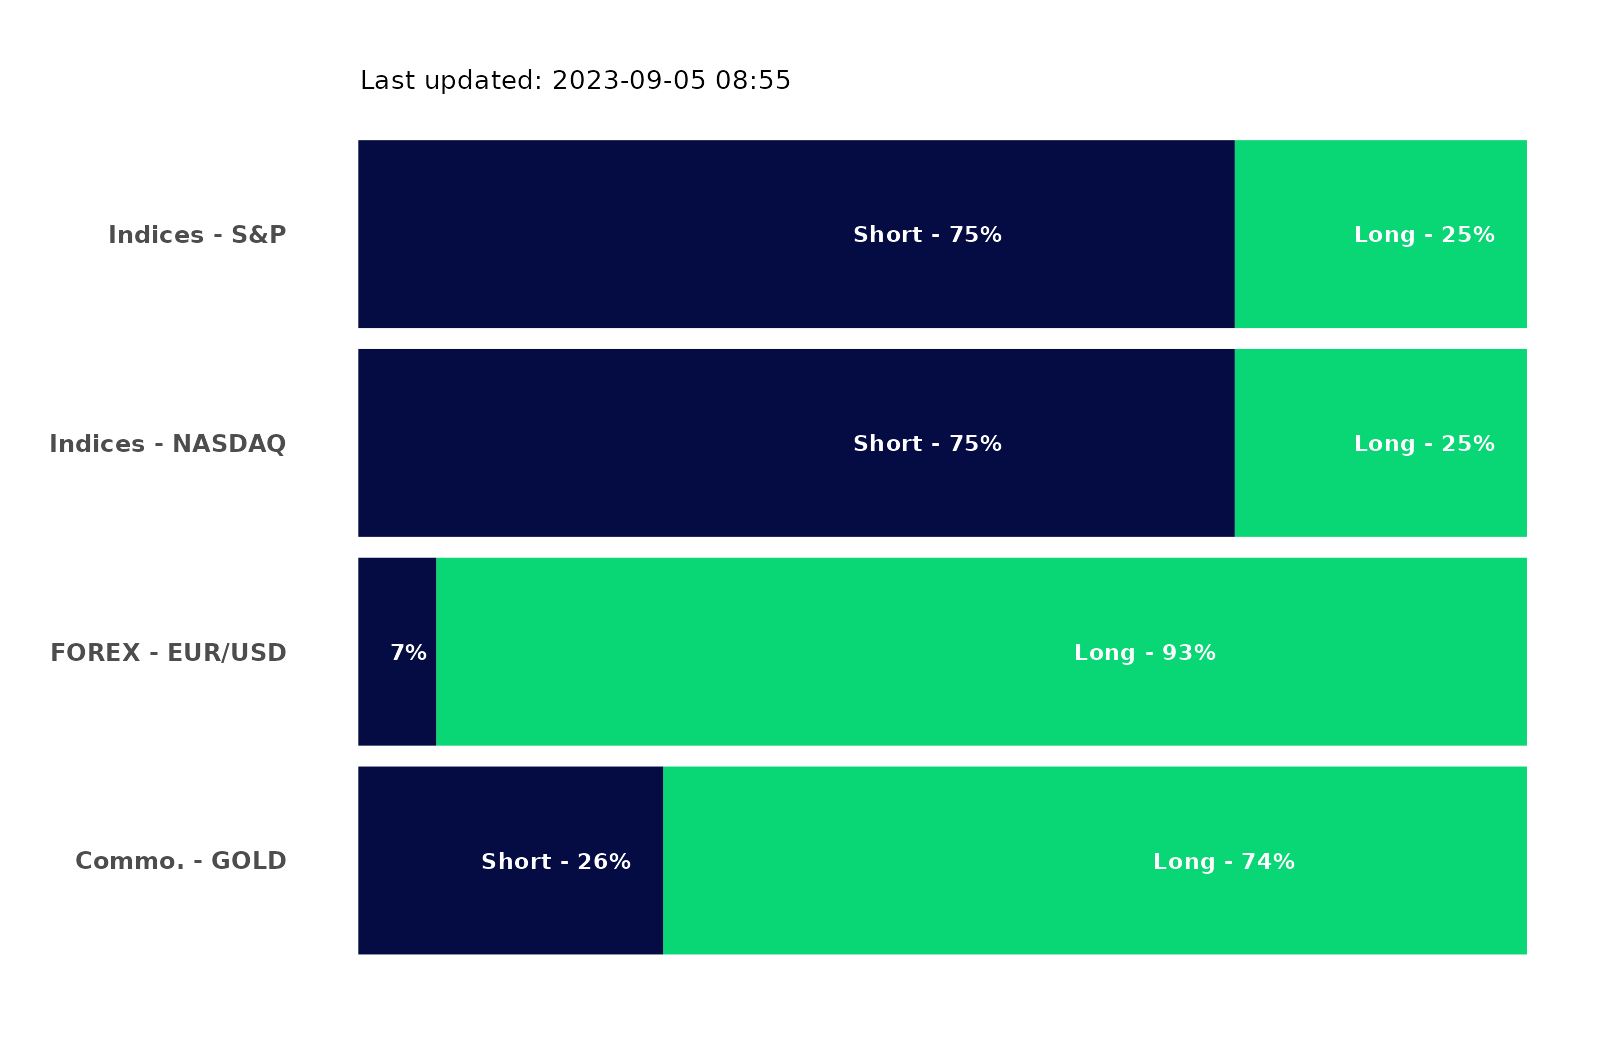 Last updated: 2023-09-05 08:55
Indices - S&P
Short - 75%
Long - 25%
Indices - NASDAQ
Short - 75%
Long - 25%
FOREX - EUR/USD
7%
Long - 93%
Commo. - GOLD
Short - 26%
Long - 74%